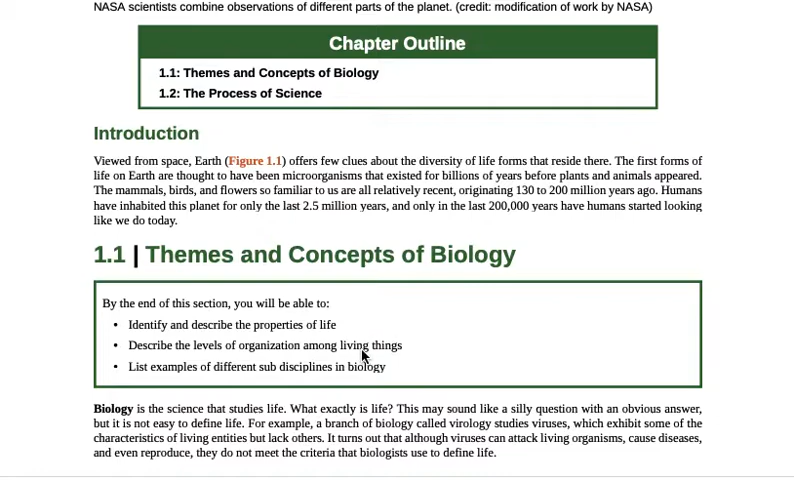 NASA scientists combine observations of different parts of the planet. (credit: modification of work by NASA)
Chapter Outline
1.1: Themes and Concepts of Biology
1.2: The Process of Science
Introduction
Viewed from space, Earth (Figure 1.1) offers few clues about the diversity of life forms that reside there. The first forms of
life on Earth are thought to have been microorganisms that existed for billions of years before plants and animals appeared.
The mammals, birds, and flowers so familiar to us are all relatively recent, originating 130 to 200 million years ago. Humans
have inhabited this planet for only the last 2.5 million years, and only in the last 200,000 years have humans started looking
like we do today.
1.1 | Themes and Concepts of Biology
By the end of this section, you will be able to:
• Identify and describe the properties of life
• Describe the levels of organization among living things
• List examples of different sub disciplines in biology
Biology is the science that studies life. What exactly is life? This may sound like a silly question with an obvious answer,
but it is not easy to define life. For example, a branch of biology called virology studies viruses, which exhibit some of the
characteristics of living entities but lack others. It turns out that although viruses can attack living organisms, cause diseases,
and even reproduce, they do not meet the criteria that biologists use to define life.